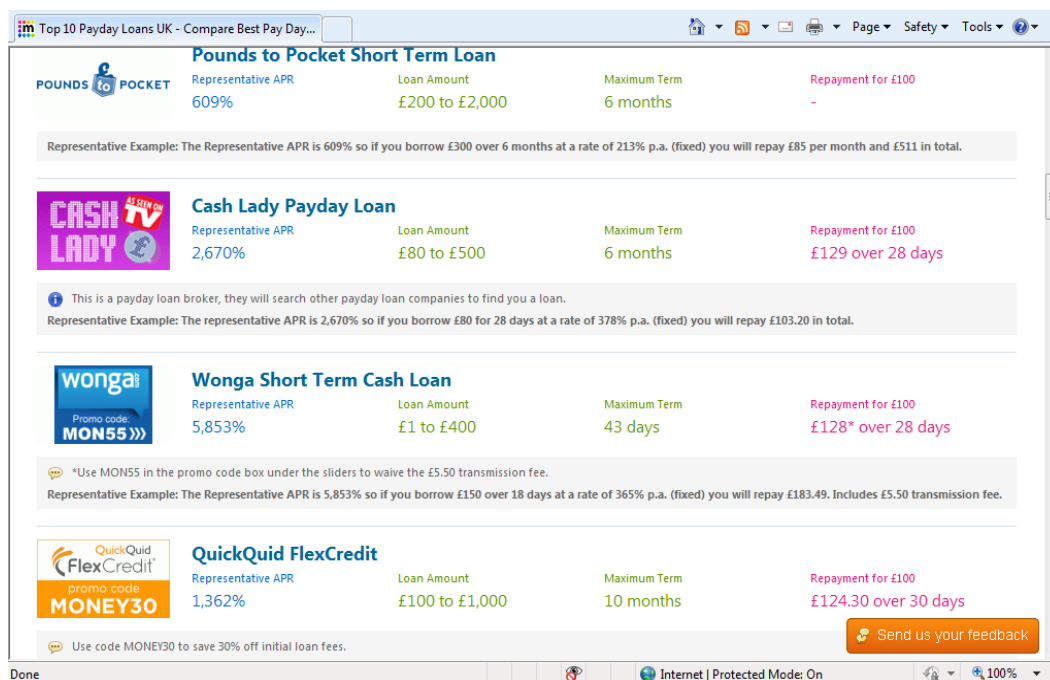 Top 10 Payday Loans UK - Compare Best Pay Day...
Page Safety Tools
Pounds to Pocket Short Term Loan
POUNDS to POCKET
Representative APR Loan Amount Maximum Term Repayment for £100
609% £200 to £2,000 6 months -
Representative Example: The Representative APR is 609% so if you borrow £300 over 6 months at a rate of 213% p.a. (fixed) you will repay £85 per month and £511 in total.
CASH LADY AS SEEN ON TV £
Cash Lady Payday Loan
Representative APR Loan Amount Maximum Term Repayment for £100
2,670% £80 to £500 6 months £129 over 28 days
This is a payday loan broker, they will search other payday loan companies to find you a loan.
Representative Example: The representative APR is 2,670% so if you borrow £80 for 28 days at a rate of 378% p.a. (fixed) you will repay £103.20 in total.
wonga
Promo code:
MON55
Wonga Short Term Cash Loan
Representative APR Loan Amount Maximum Term Repayment for £100
5,853% £1 to £400 43 days £128* over 28 days
*Use MON55 in the promo code box under the sliders to waive the £5.50 transmission fee.
Representative Example: The Representative APR is 5,853% so if you borrow £150 over 18 days at a rate of 365% p.a. (fixed) you will repay £183.49. Includes £5.50 transmission fee.
QuickQuid
FlexCredit
promo code
MONEY30
QuickQuid FlexCredit
Representative APR Loan Amount Maximum Term Repayment for £100
1,362% £100 to £1,000 10 months £124.30 over 30 days
Send us your feedback
Use code MONEY30 to save 30% off initial loan fees.
Done Internet | Protected Mode: On 100%